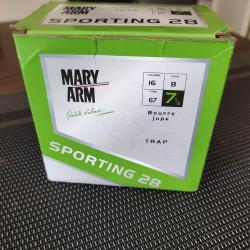 SPORTING 28
MARY
ARM
16
8
67
7½
Bourre
jupe
TRAP
SPORTING 28